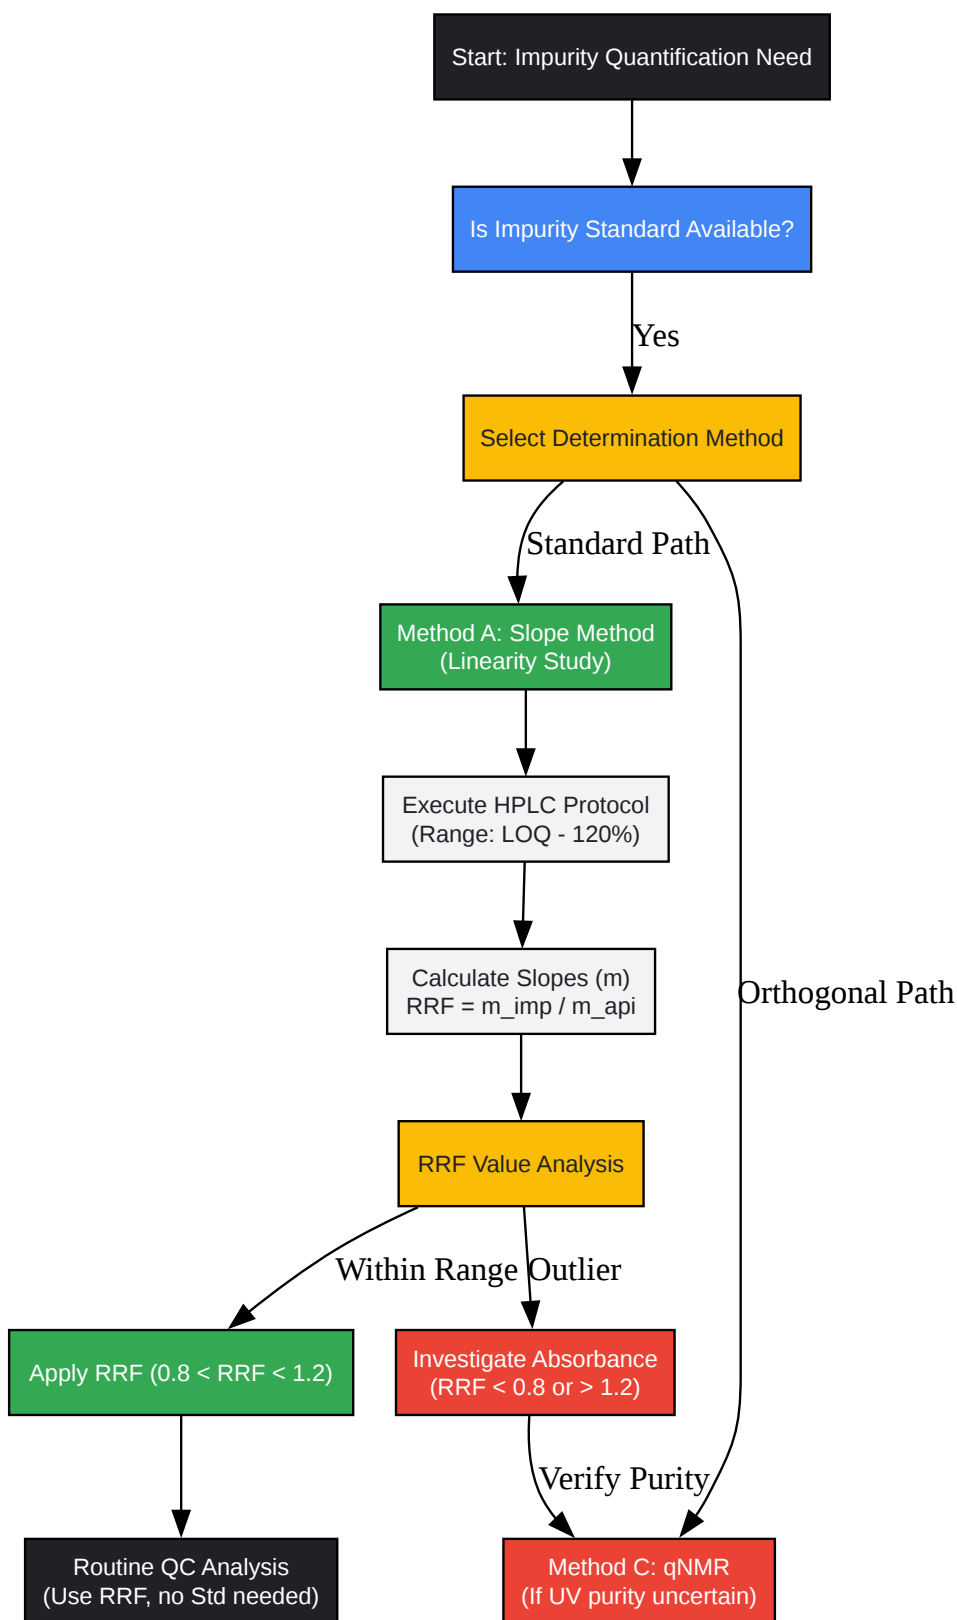 Start: Impurity Quantification Need
Is Impurity Standard Available?
Yes
Select Determination Method
Standard Path
Method A: Slope Method
(Linearity Study)
Execute HPLC Protocol
(Range: LOQ - 120%)
Calculate Slopes (m)
RRF = m_imp / m_api
Orthogonal Path
RRF Value Analysis
Within Range
Outlier
Apply RRF (0.8 < RRF < 1.2)
Investigate Absorbance
(RRF < 0.8 or > 1.2)
Verify Purity
Routine QC Analysis
(Use RRF, no Std needed)
Method C: qNMR
(If UV purity uncertain)